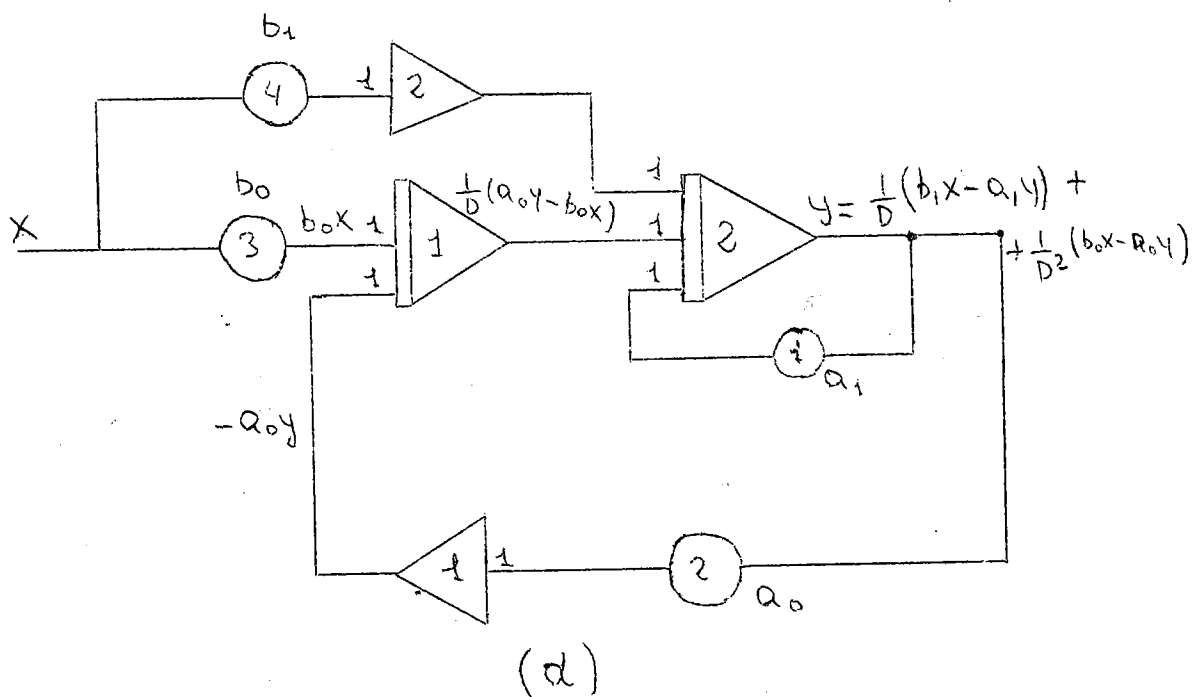 b₁
4
1
2
b₀
X
3
b₀x 1
1
1
1/D (a₀y-b₀x)
1
1
1
2
y = 1/D (b₁x-a₁y) +
+ 1/D² (b₀x-a₀y)
1
a₁
-a₀y
1
1
2
a₀
(α)